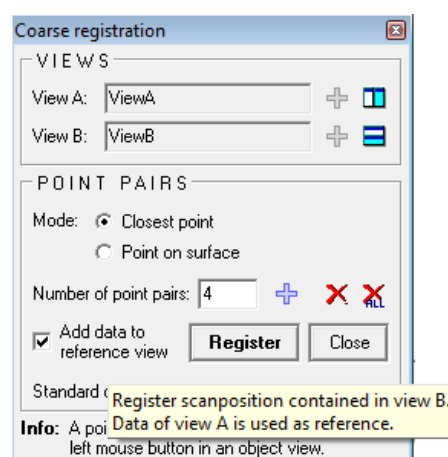 Coarse registration
VIEWS
View A: ViewA
View B: ViewB
POINT PAIRS
Mode: Closest point
Point on surface
Number of point pairs: 4
ALL
Add data to
reference view
Register
Close
Standard
Register scanposition contained in view B.
Data of view A is used as reference.
Info: A
left mouse button in an object view.